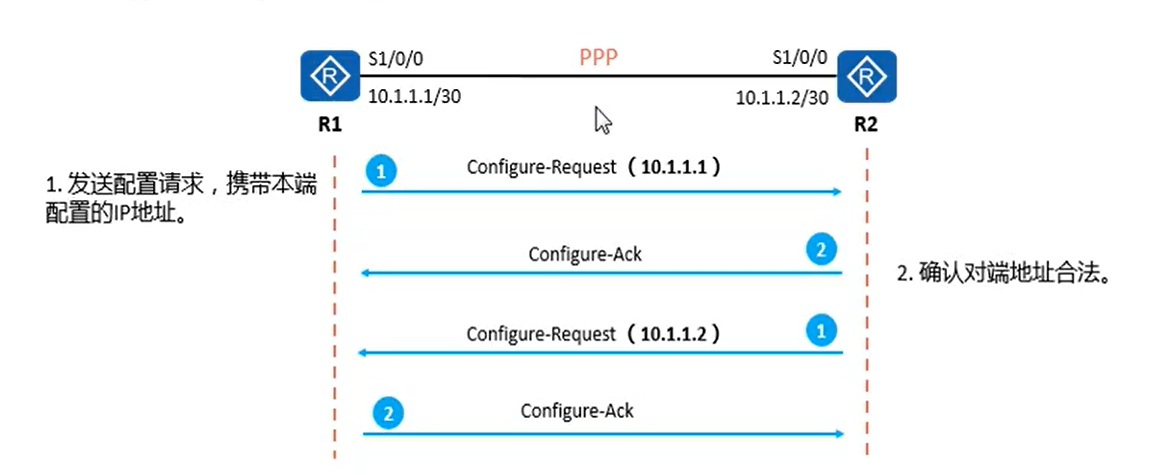 S1/0/0 PPP S1/0/0
R R
10.1.1.1/30 10.1.1.2/30
R1 R2
1 Configure-Request（10.1.1.1）
1. 发送配置请求，携带本端
配置的IP地址。
Configure-Ack 2
2. 确认对端地址合法。
Configure-Request（10.1.1.2） 1
2 Configure-Ack